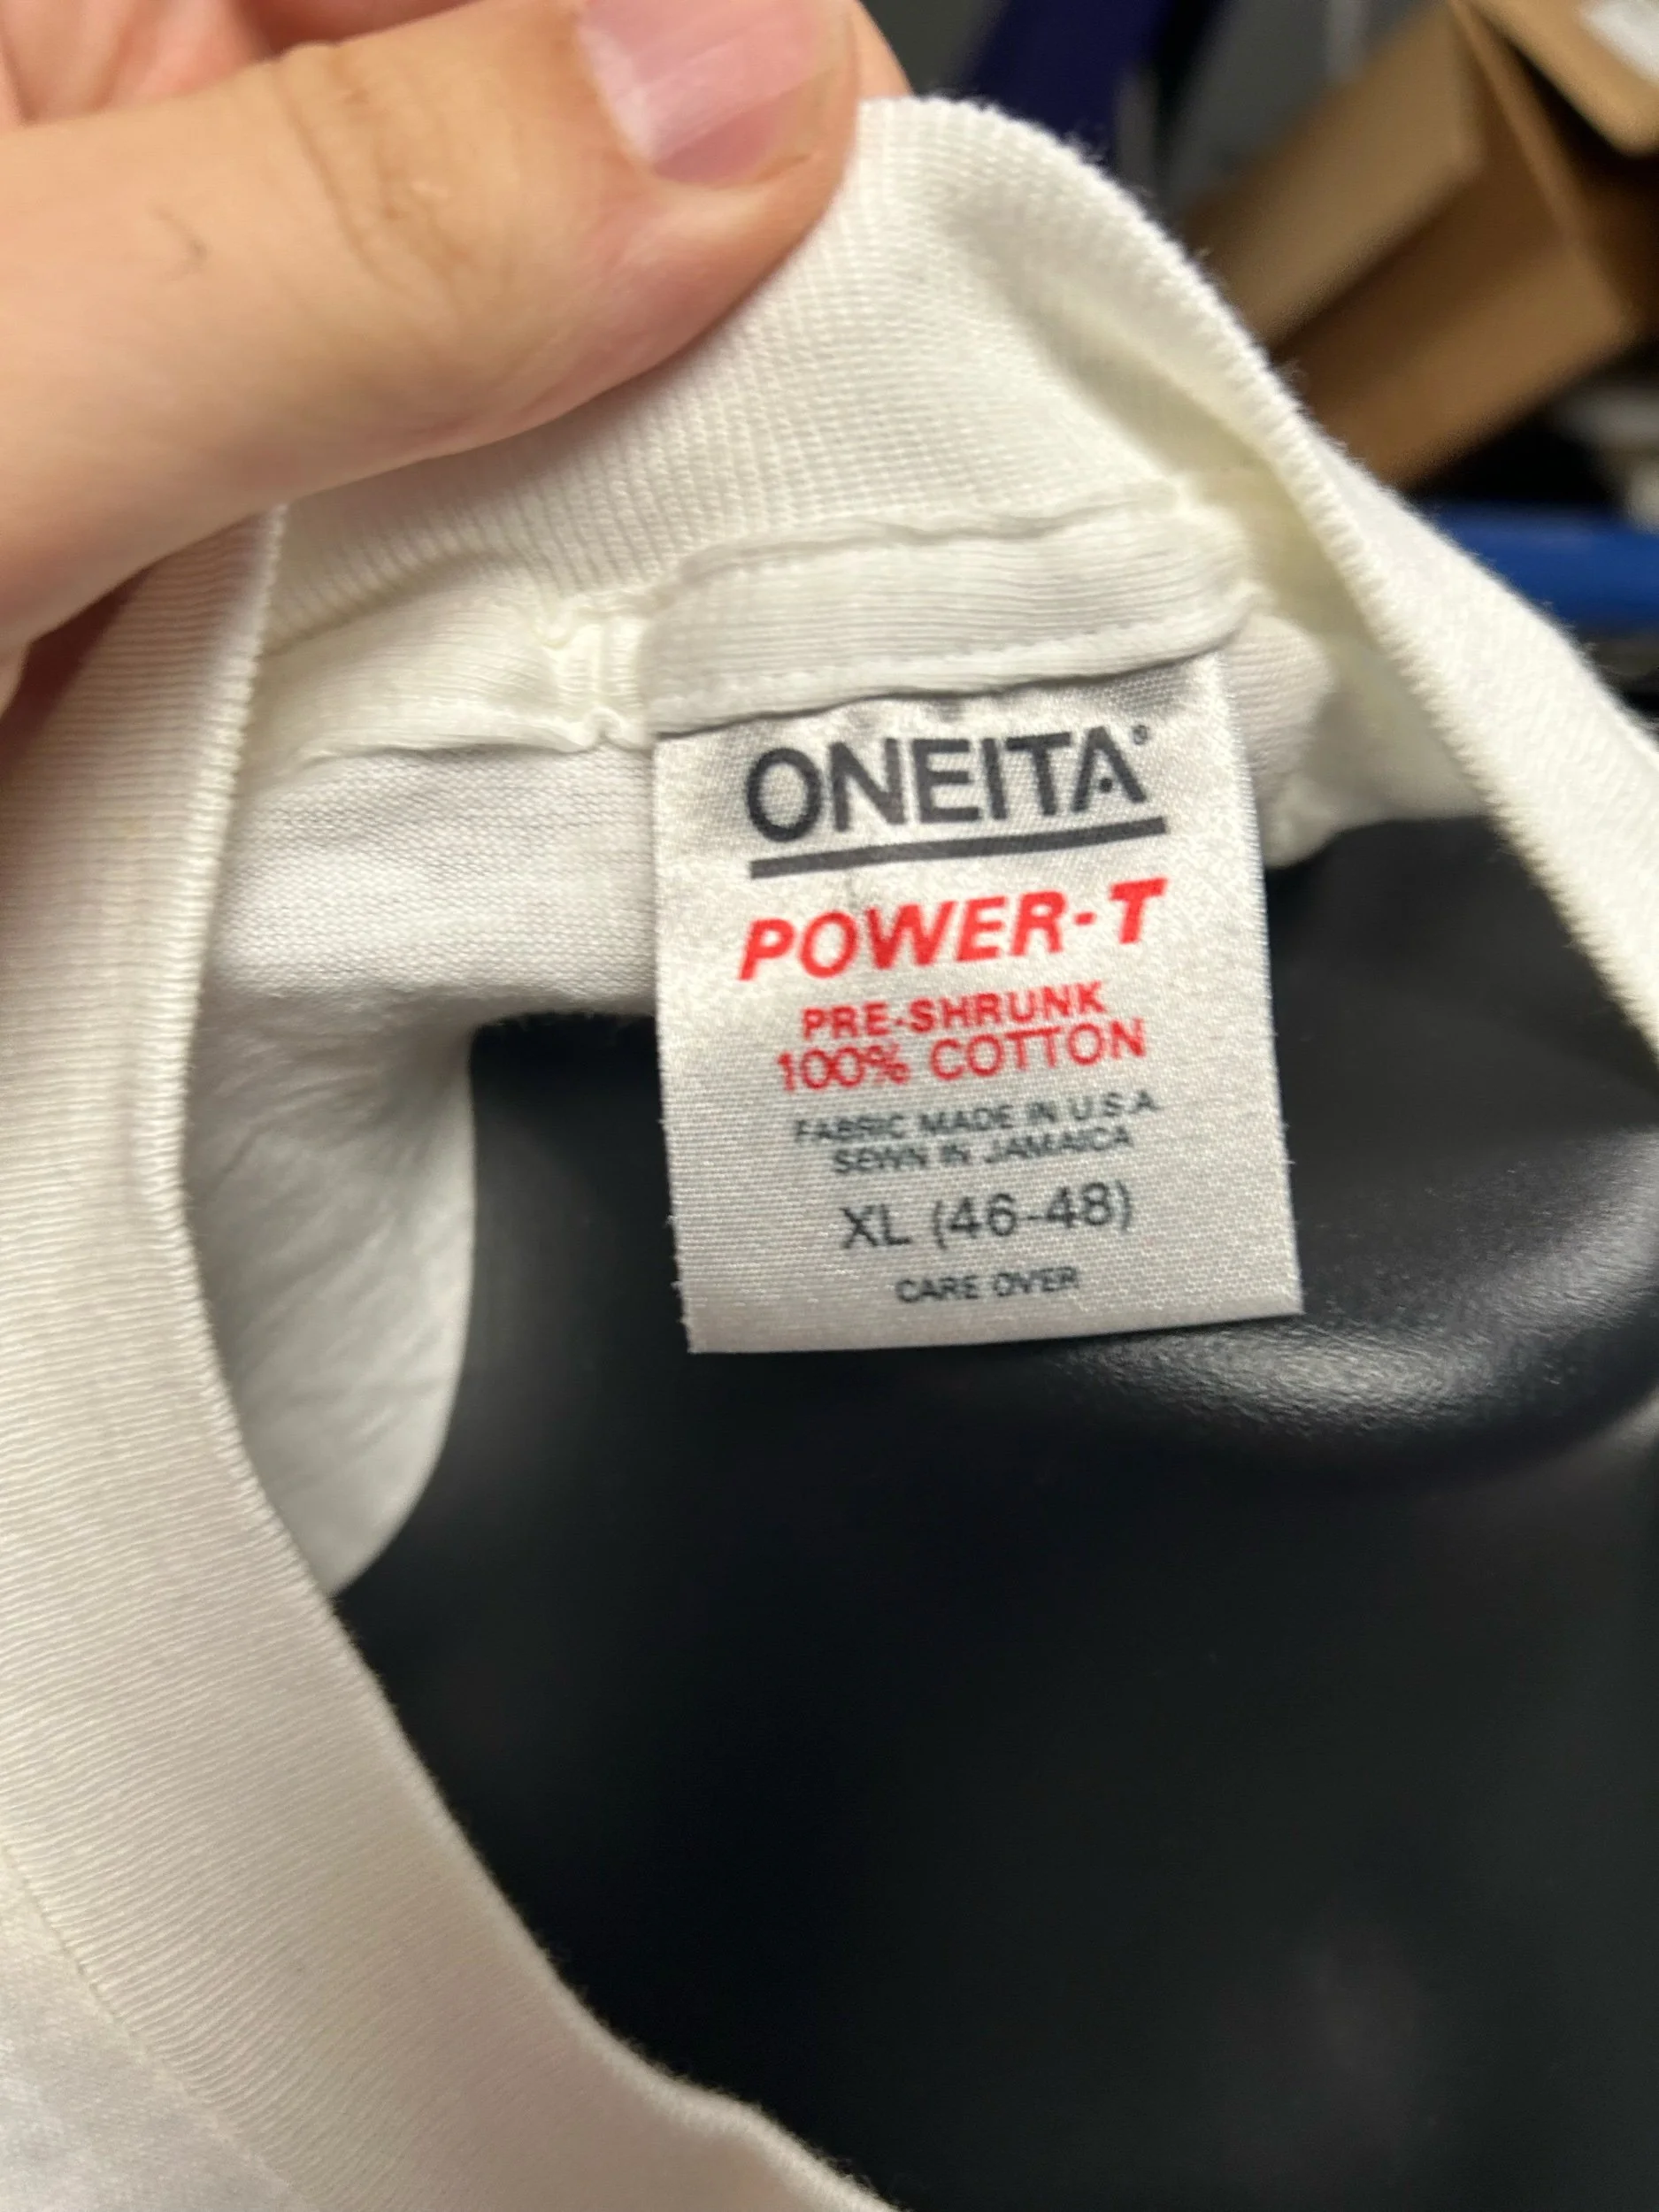 ONEITA®
POWER-T
PRE-SHRUNK
100% COTTON
FABRIC MADE IN U.S.A.
SEWN IN JAMAICA
XL (46-48)
CARE OVER